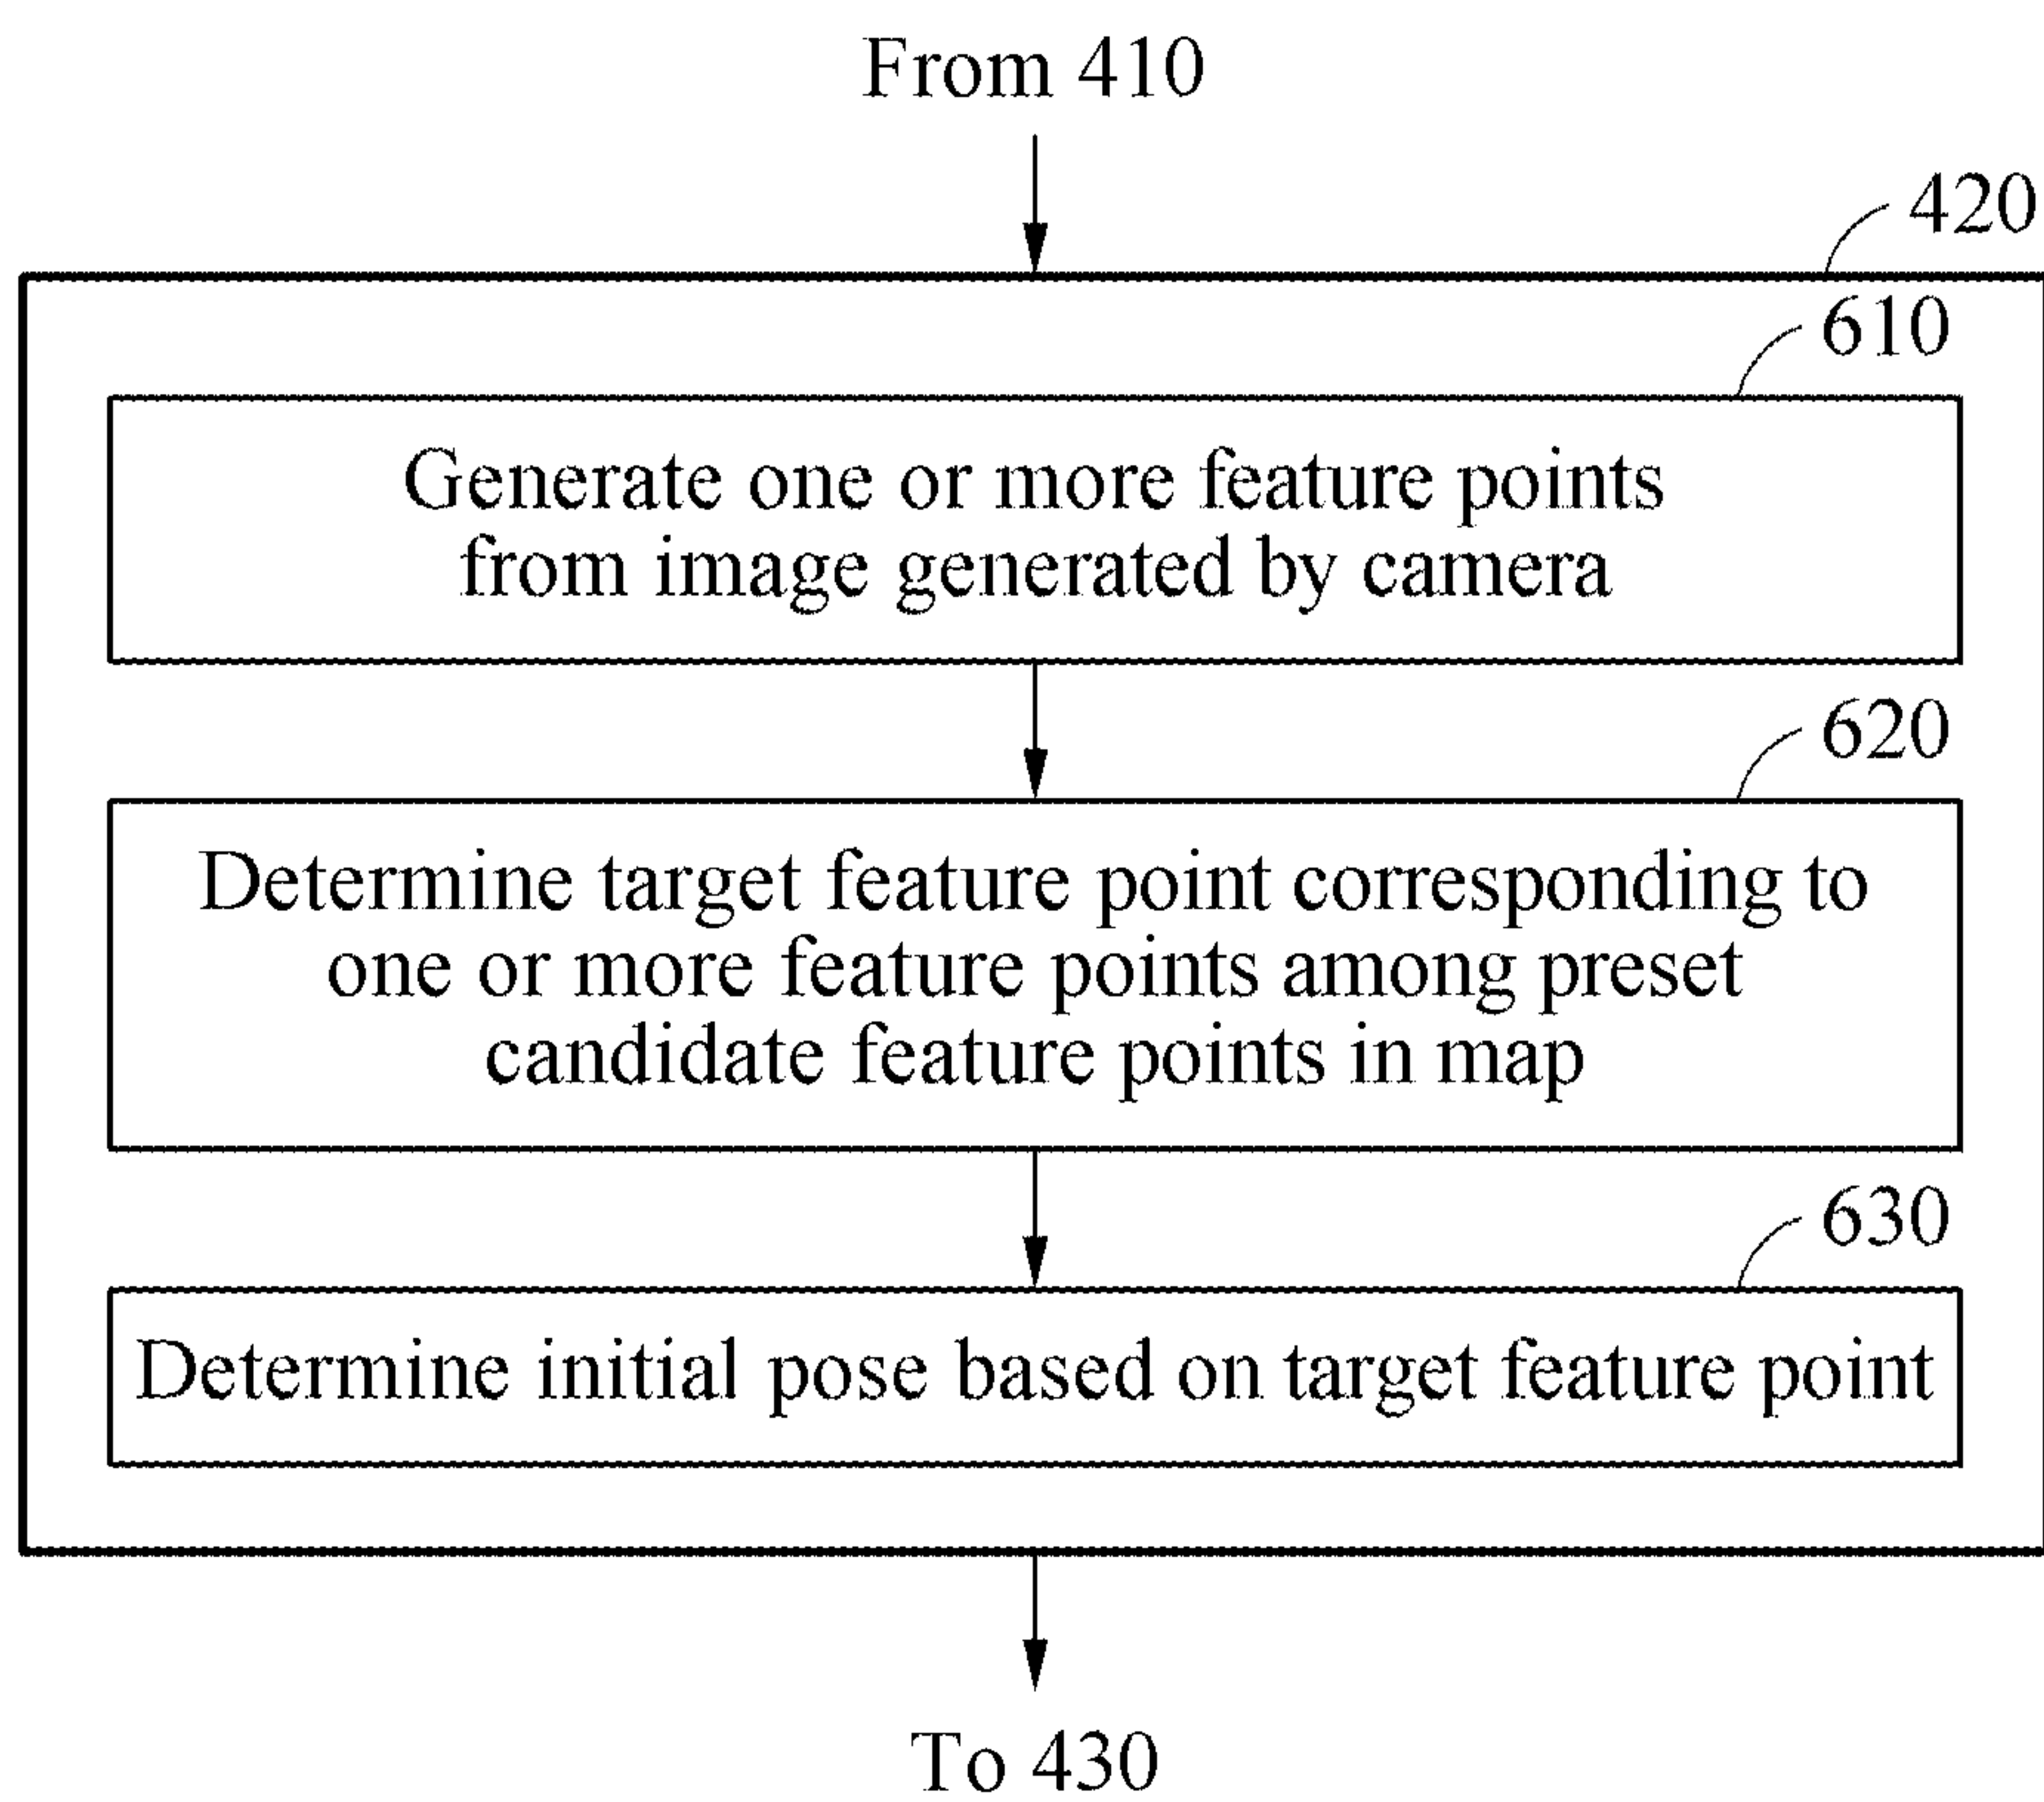 From 410
420
610
Generate one or more feature points
from image generated by camera
620
Determine target feature point corresponding to
one or more feature points among preset
candidate feature points in map
630
Determine initial pose based on target feature point
To 430